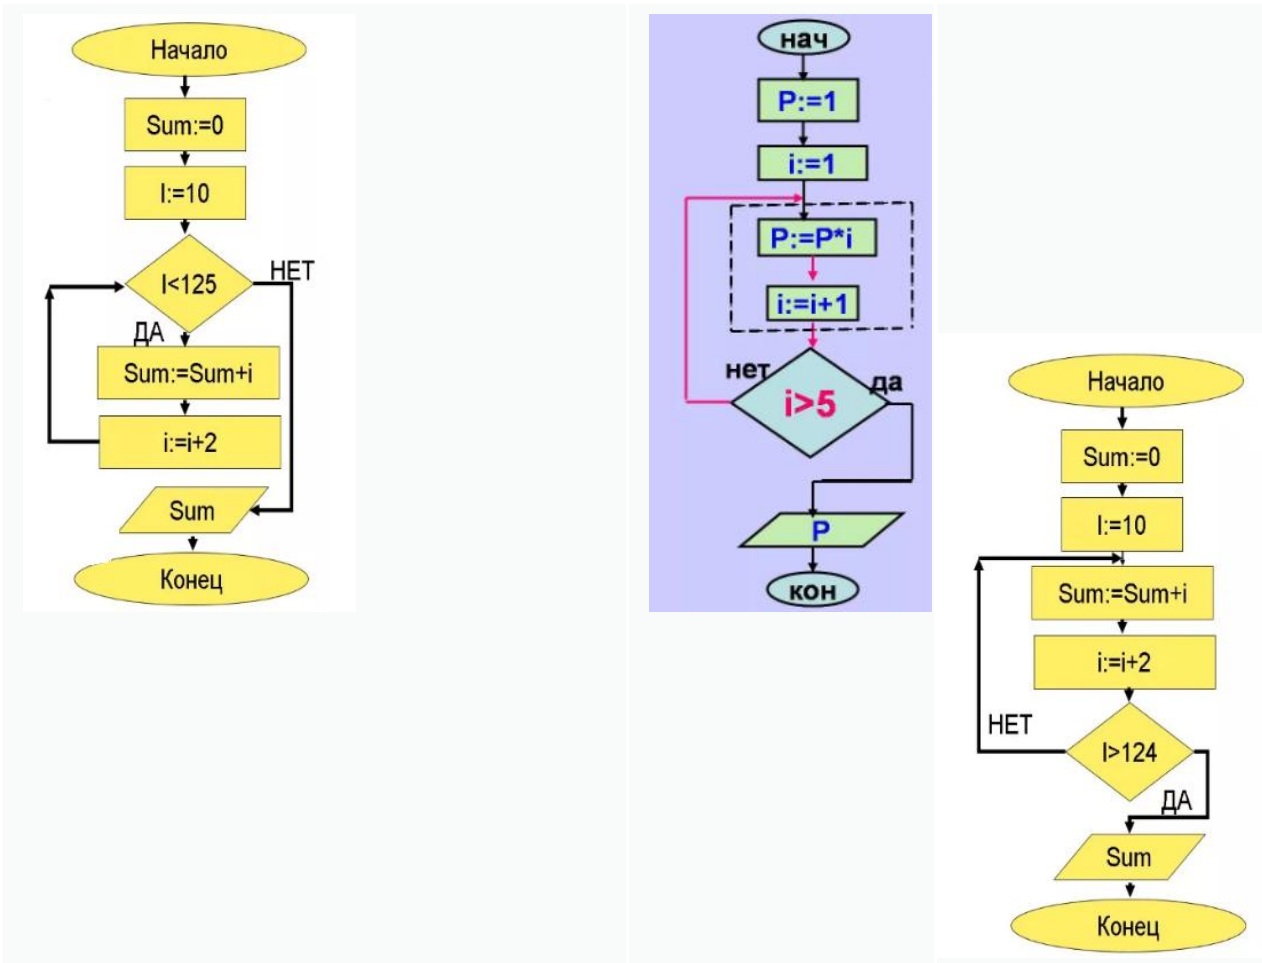 Начало
Sum:=0
I:=10
I<125
НЕТ
ДА
Sum:=Sum+i
i:=i+2
Sum
Конец
нач
P:=1
i:=1
P:=P*i
i:=i+1
нет
да
i>5
P
кон
Начало
Sum:=0
I:=10
Sum:=Sum+i
i:=i+2
НЕТ
I>124
ДА
Sum
Конец